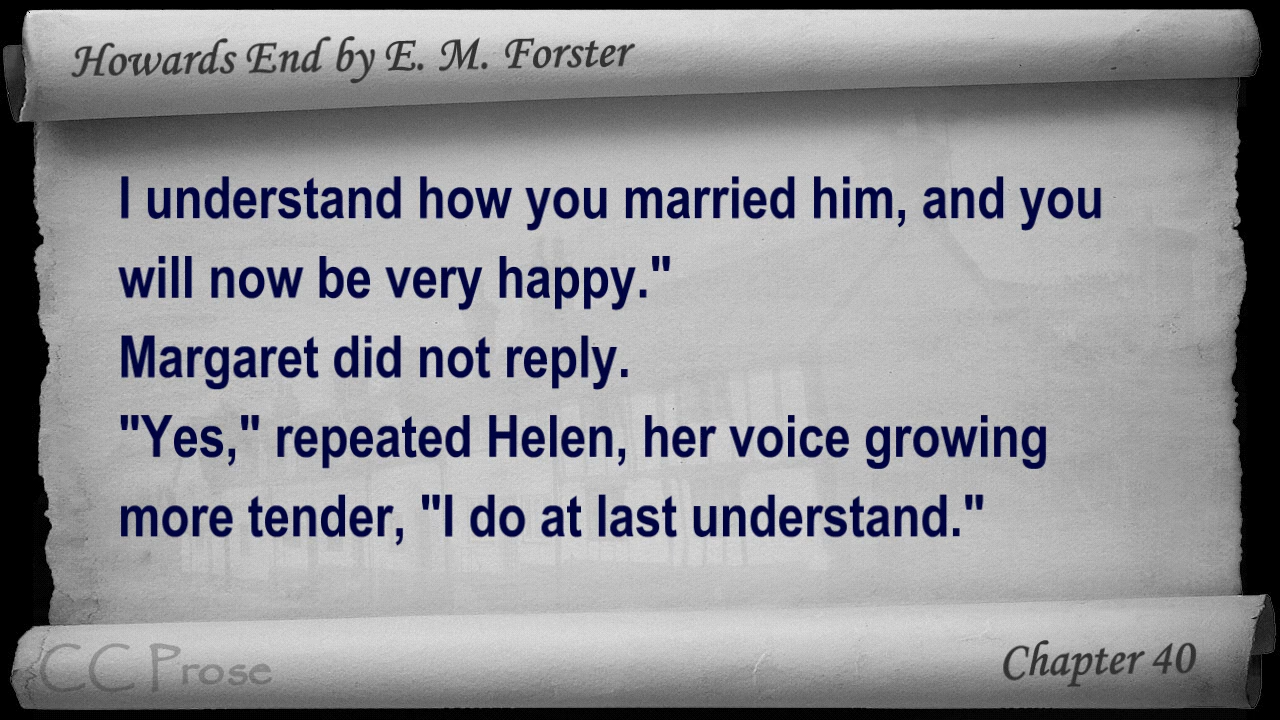 Howards End by E. M. Forster
I understand how you married him, and you
will now be very happy."
Margaret did not reply.
"Yes," repeated Helen, her voice growing
more tender, "I do at last understand."
CC Prose
Chapter 40